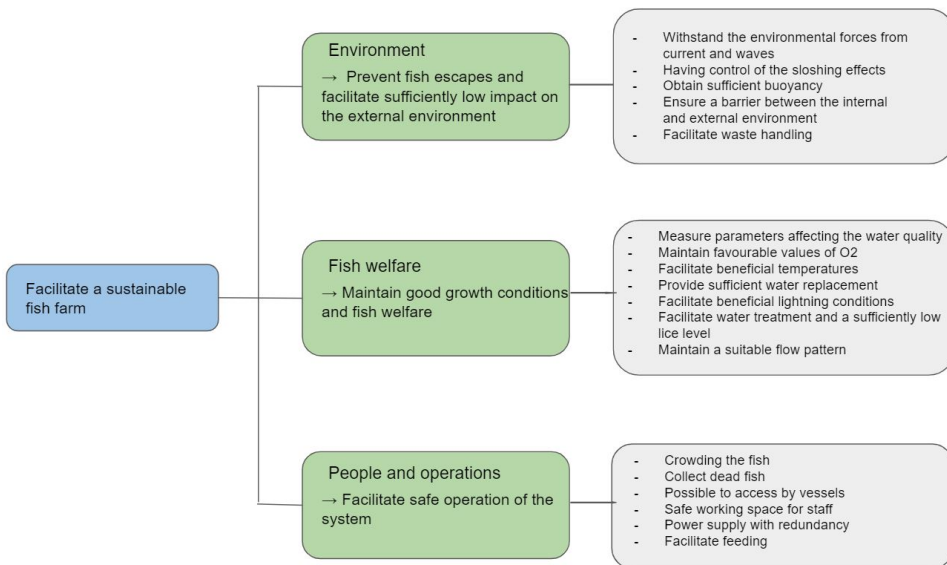 Facilitate a sustainable
fish farm
Environment
→ Prevent fish escapes and
facilitate sufficiently low impact on
the external environment
- Withstand the environmental forces from
current and waves
- Having control of the sloshing effects
- Obtain sufficient buoyancy
- Ensure a barrier between the internal
and external environment
- Facilitate waste handling
Fish welfare
→ Maintain good growth conditions
and fish welfare
- Measure parameters affecting the water quality
- Maintain favourable values of O2
- Facilitate beneficial temperatures
- Provide sufficient water replacement
- Facilitate beneficial lightning conditions
- Facilitate water treatment and a sufficiently low
lice level
- Maintain a suitable flow pattern
People and operations
→ Facilitate safe operation of the
system
- Crowding the fish
- Collect dead fish
- Possible to access by vessels
- Safe working space for staff
- Power supply with redundancy
- Facilitate feeding